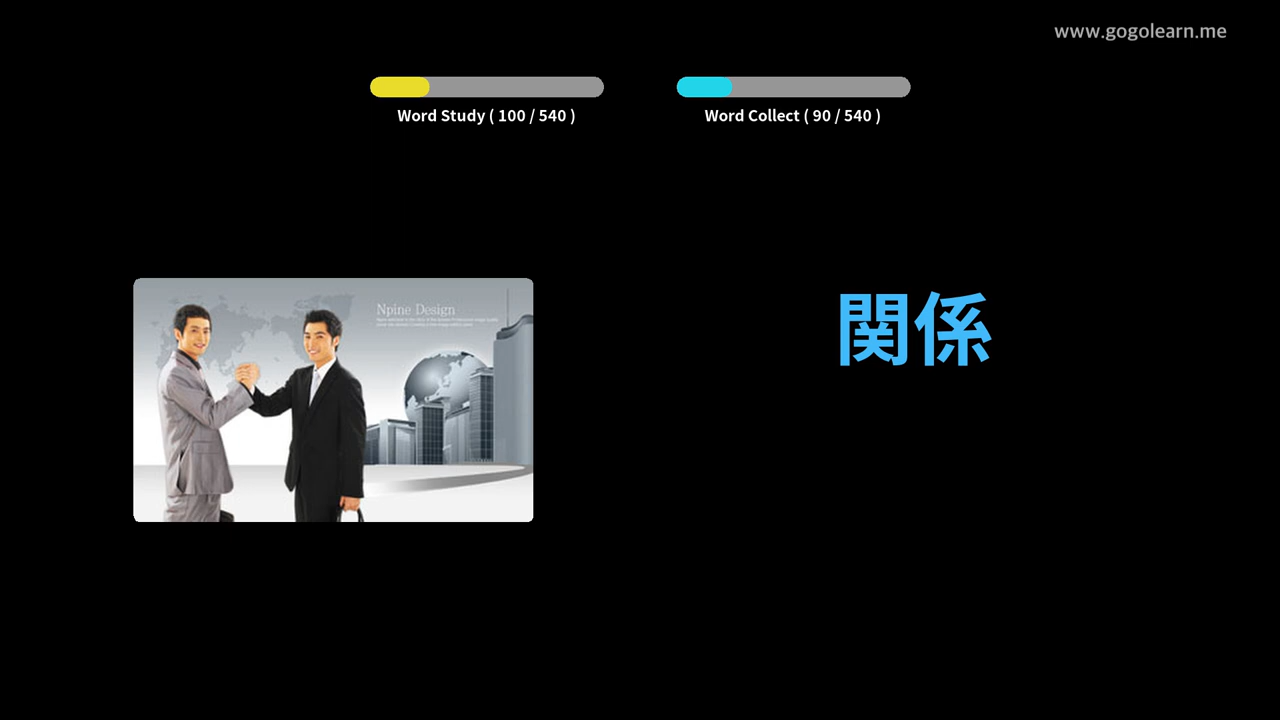 www.gogolearn.me
Word Study ( 100 / 540 )
Word Collect ( 90 / 540 )
Npine Design
関係